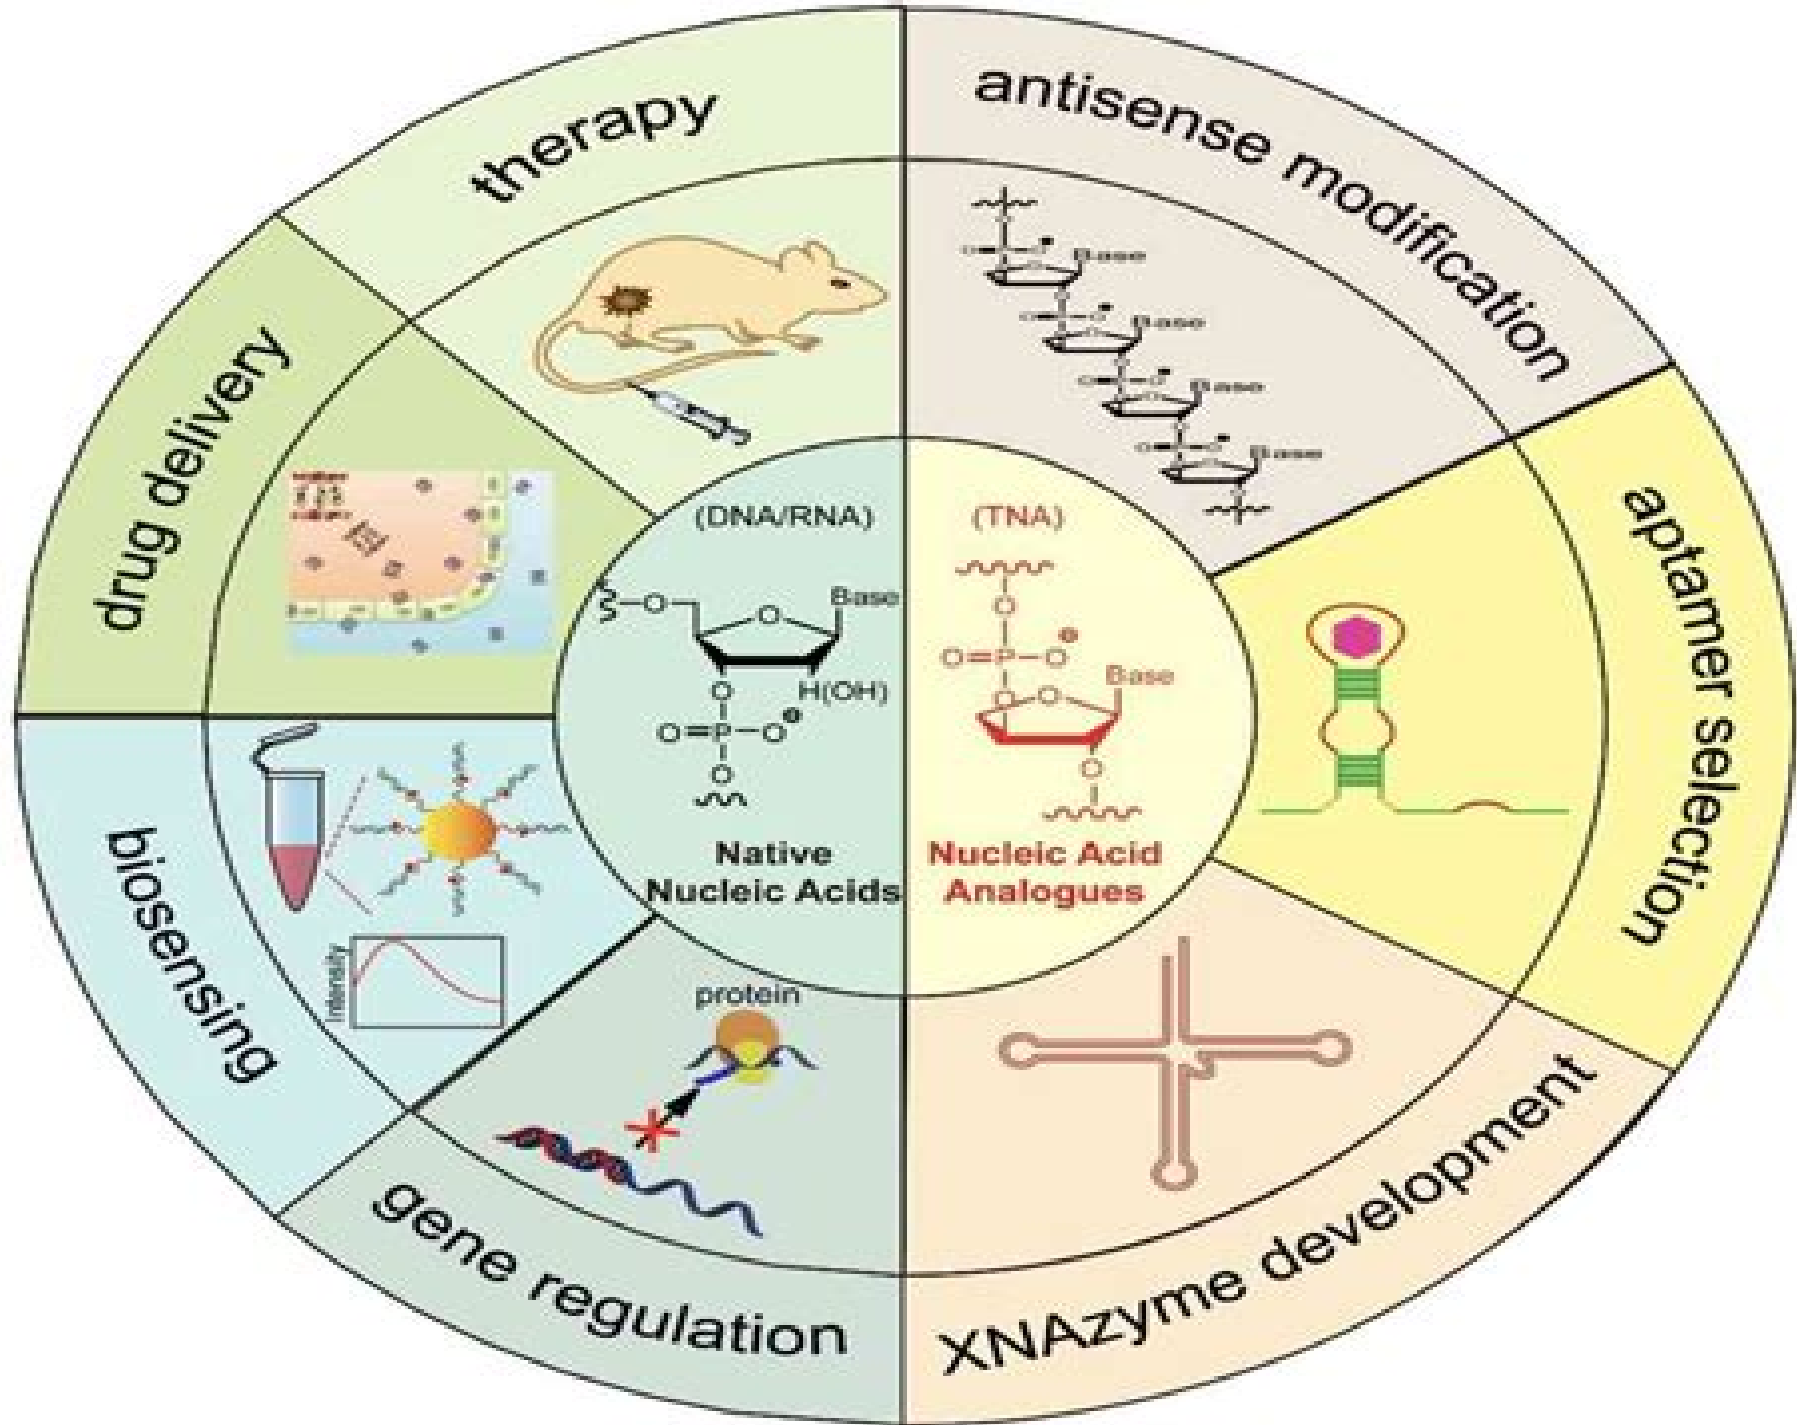 therapy
antisense modification
drug delivery
aptamer selection
biosensing
gene regulation
XNAzyme development
Base
Base
Base
Base
(DNA/RNA)
O
O
Base
O
H(OH)
O=P-O
O
Native
Nucleic Acids
(TNA)
O
O=P-O
O
O
Base
O
Nucleic Acid
Analogues
Intensity
protein